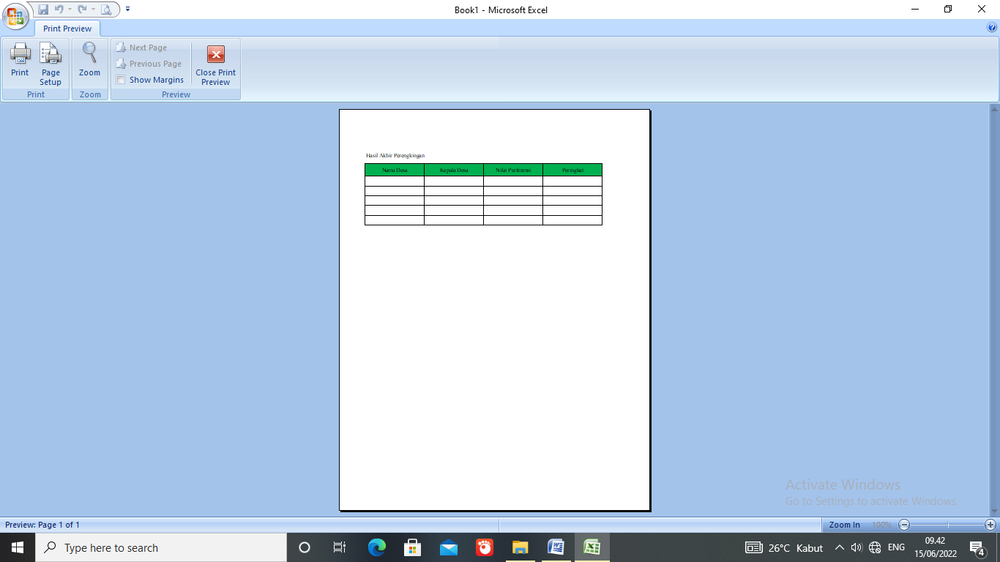 Book1 - Microsoft Excel
Print Preview
Print
Page Setup
Zoom
Next Page
Previous Page
Show Margins
Close Print Preview
Print
Zoom
Preview
Hasil Akhir Perengkingan
Nama Desa Kepala Desa Nilai Preferensi Peringkat
Activate Windows
Go to Settings to activate Windows.
Preview: Page 1 of 1
Zoom In 100%
Type here to search
26°C Kabut
ENG
09.42
15/06/2022
4